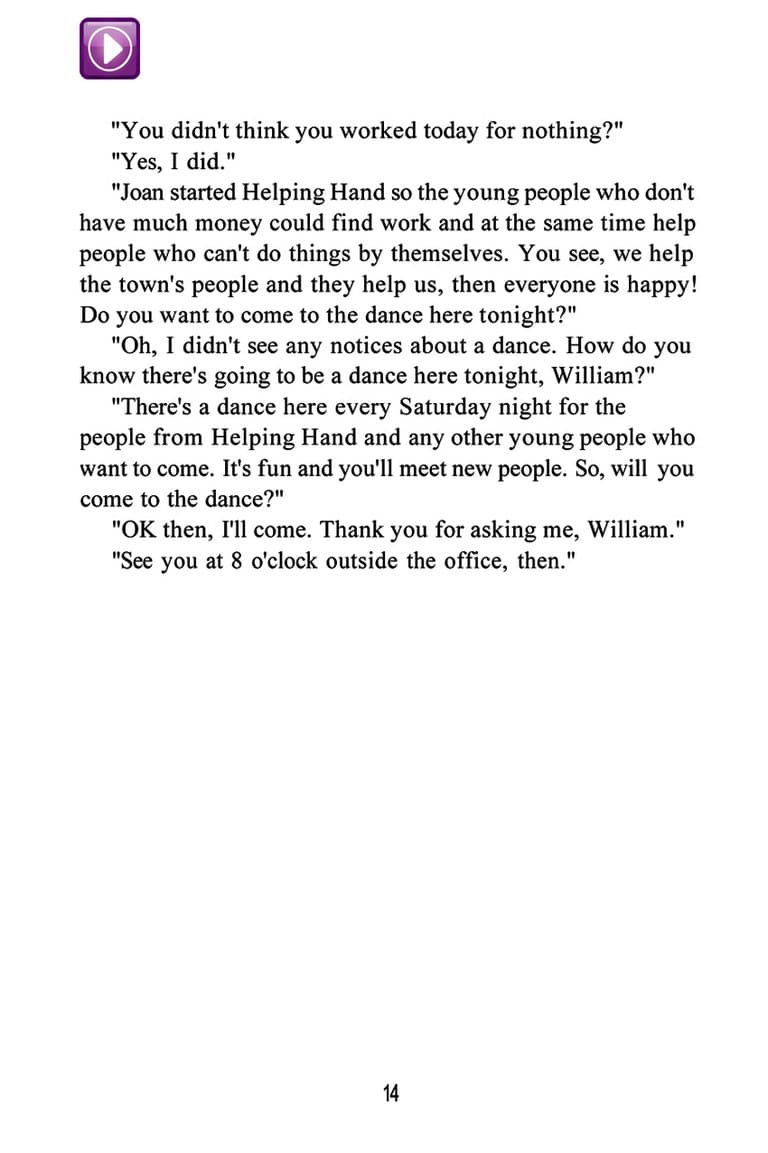 "You didn't think you worked today for nothing?"
"Yes, I did."
"Joan started Helping Hand so the young people who don't
have much money could find work and at the same time help
people who can't do things by themselves. You see, we help
the town's people and they help us, then everyone is happy!
Do you want to come to the dance here tonight?"
"Oh, I didn't see any notices about a dance. How do you
know there's going to be a dance here tonight, William?"
"There's a dance here every Saturday night for the
people from Helping Hand and any other young people who
want to come. It's fun and you'll meet new people. So, will you
come to the dance?"
"OK then, I'll come. Thank you for asking me, William."
"See you at 8 o'clock outside the office, then."
14